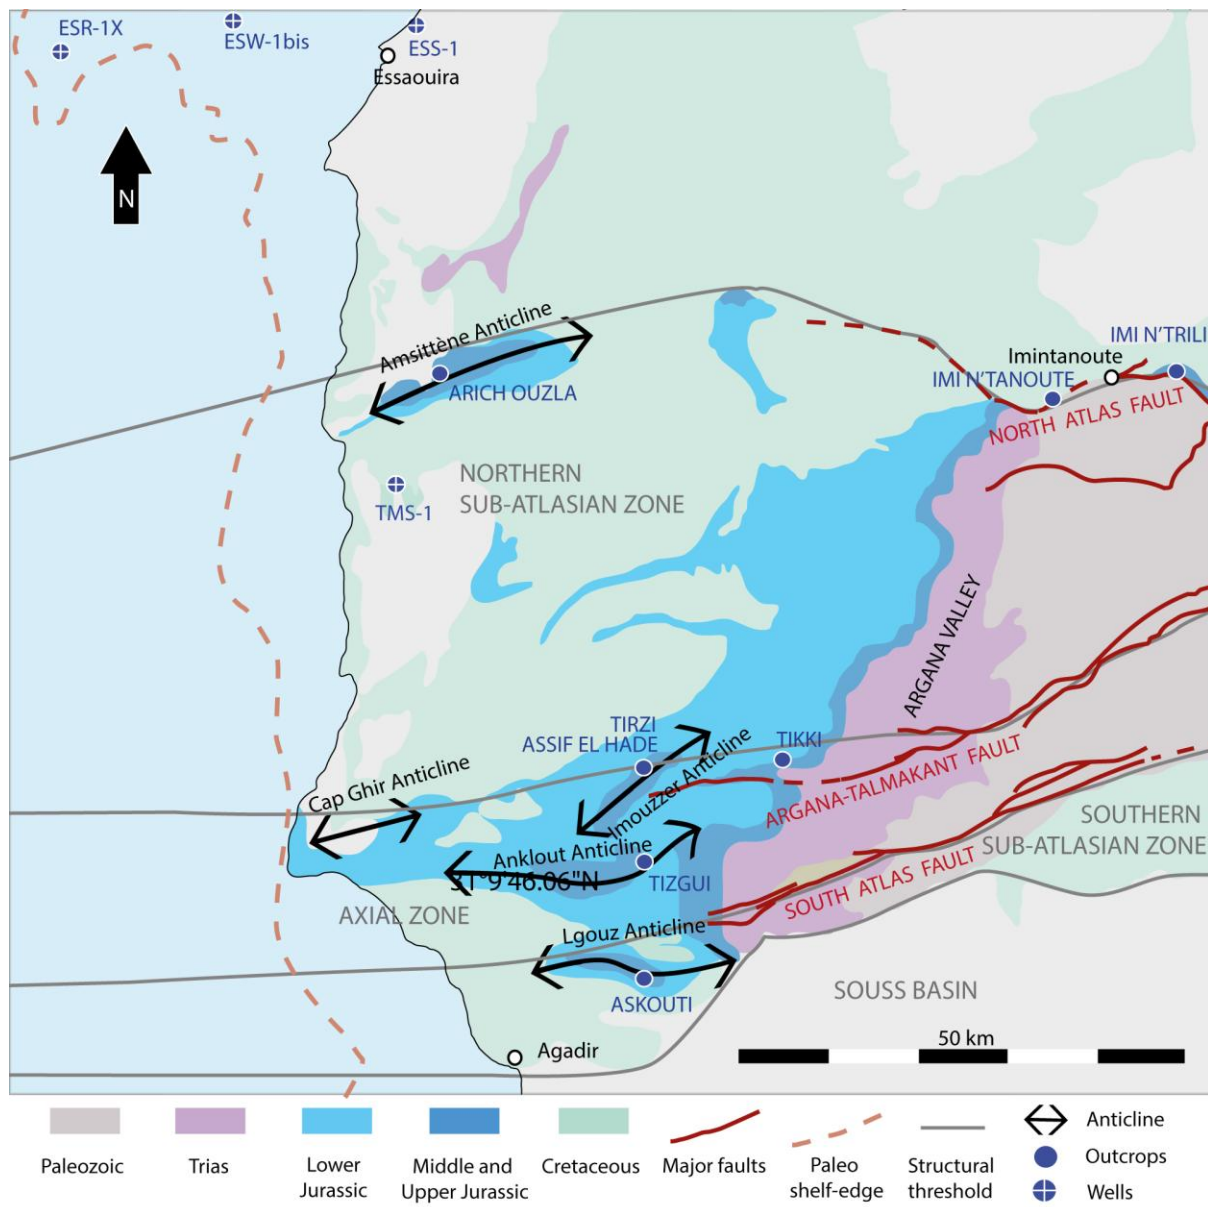 ESR-1X
ESW-1bis
ESS-1
Essaouira
N
Amsittène Anticline
ARICH OUZLA
IMI N'TRILI
Imintanoute
IMI N'TANOUTE
NORTH ATLAS FAULT
NORTHERN
SUB-ATLASIAN ZONE
TMS-1
ARGANA VALLEY
TIRZI
ASSIF EL HADE
TIKKI
Imouzzer Anticline
Cap Ghir Anticline
ARGANA-TALMAKANT FAULT
SOUTHERN
SUB-ATLASIAN ZONE
Anklout Anticline
31°9'46.06"N
TIZGUI
SOUTH ATLAS FAULT
AXIAL ZONE
Lgouz Anticline
ASKOUTI
SOUSS BASIN
Agadir
50 km
Paleozoic
Trias
Lower
Jurassic
Middle and
Upper Jurassic
Cretaceous
Major faults
Paleo
shelf-edge
Structural
threshold
Anticline
Outcrops
Wells